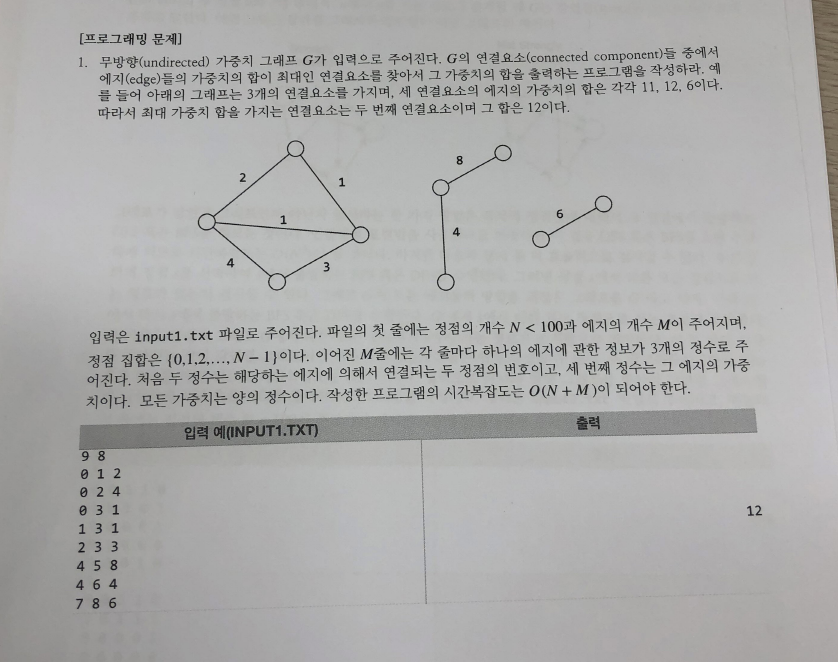 [프로그래밍 문제]
1. 무방향(undirected) 가중치 그래프 G가 입력으로 주어진다. G의 연결요소(connected component)들 중에서
에지(edge)들의 가중치의 합이 최대인 연결요소를 찾아서 그 가중치의 합을 출력하는 프로그램을 작성하라. 예
를 들어 아래의 그래프는 3개의 연결요소를 가지며, 세 연결요소의 에지의 가중치의 합은 각각 11, 12, 6이다.
따라서 최대 가중치 합을 가지는 연결요소는 두 번째 연결요소이며 그 합은 12이다.
2
1
1
4
3
8
4
6
입력은 input1.txt 파일로 주어진다. 파일의 첫 줄에는 정점의 개수 N < 100과 에지의 개수 M이 주어지며,
정점 집합은 {0,1,2,…, N − 1}이다. 이어진 M줄에는 각 줄마다 하나의 에지에 관한 정보가 3개의 정수로 주
어진다. 처음 두 정수는 해당하는 에지에 의해서 연결되는 두 정점의 번호이고, 세 번째 정수는 그 에지의 가중
치이다. 모든 가중치는 양의 정수이다. 작성한 프로그램의 시간복잡도는 O(N + M)이 되어야 한다.
입력 예(INPUT1.TXT)
출력
9 8
0 1 2
0 2 4
0 3 1
1 3 1
2 3 3
4 5 8
4 6 4
7 8 6
12